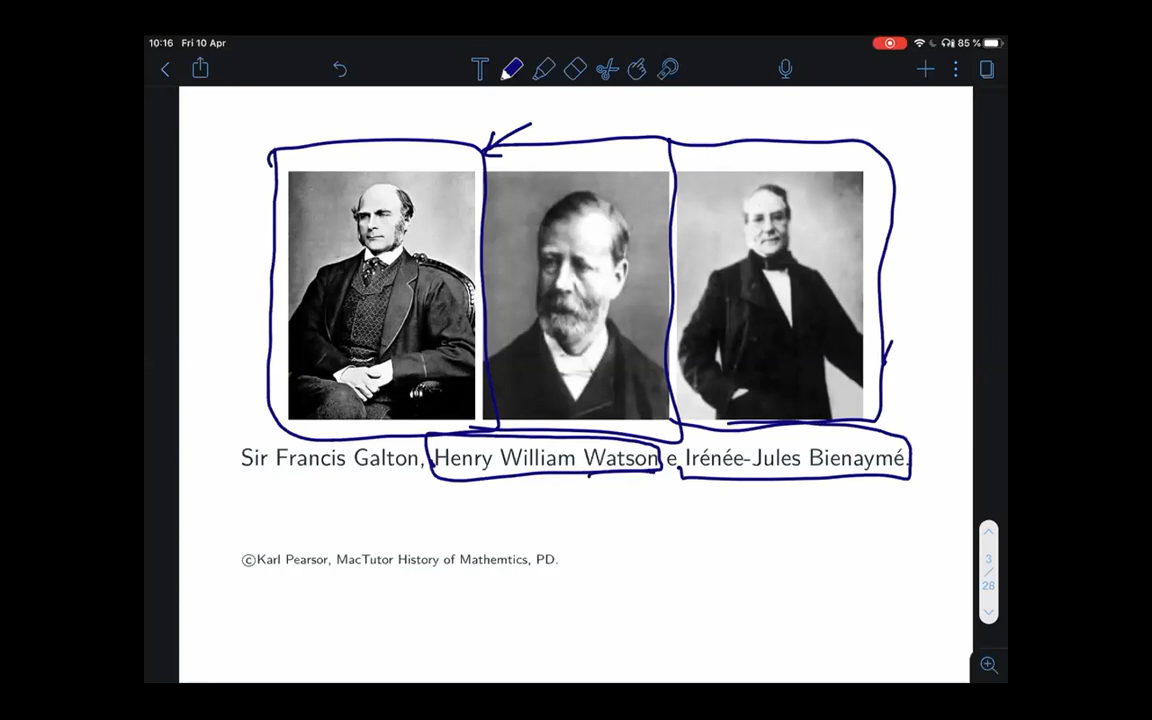 10:16 Fri 10 Apr 85 %
Sir Francis Galton, Henry William Watson e Irénée-Jules Bienaymé.
©Karl Pearsor, MacTutor History of Mathemtics, PD.
3
/
28